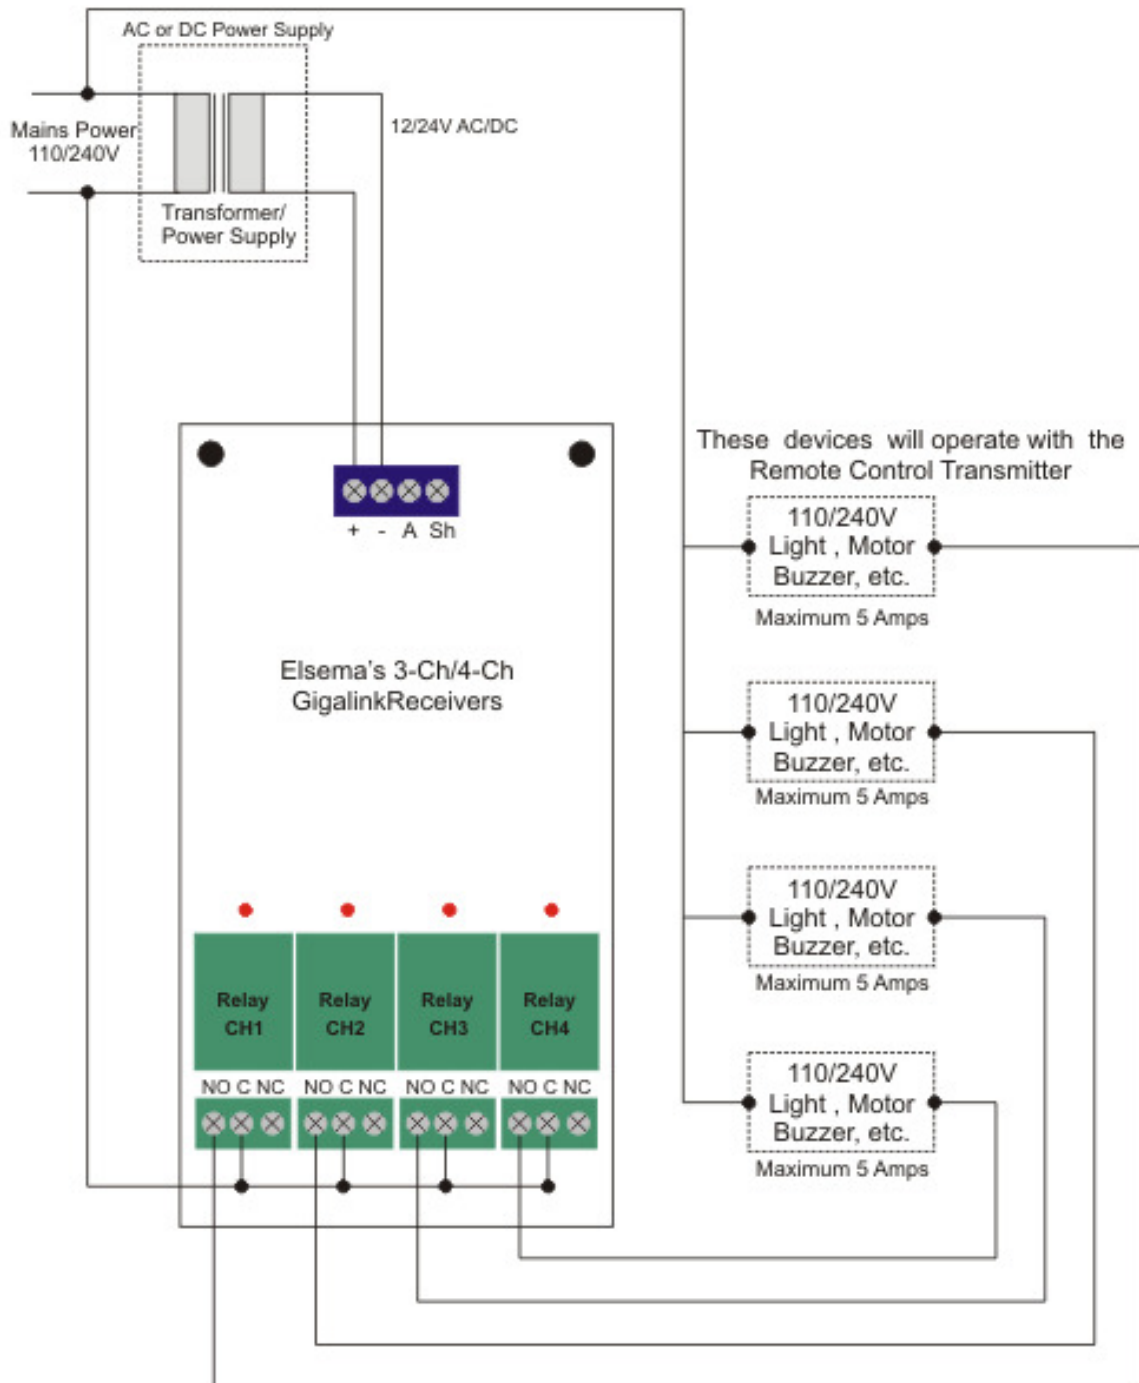 AC or DC Power Supply
Mains Power
110/240V
12/24V AC/DC
Transformer/
Power Supply
+ - A Sh
Elsema's 3-Ch/4-Ch
GigalinkReceivers
These devices will operate with the
Remote Control Transmitter
110/240V
Light , Motor
Buzzer, etc.
Maximum 5 Amps
110/240V
Light , Motor
Buzzer, etc.
Maximum 5 Amps
110/240V
Light , Motor
Buzzer, etc.
Maximum 5 Amps
110/240V
Light , Motor
Buzzer, etc.
Maximum 5 Amps
Relay
CH1
Relay
CH2
Relay
CH3
Relay
CH4
NO C NC
NO C NC
NO C NC
NO C NC